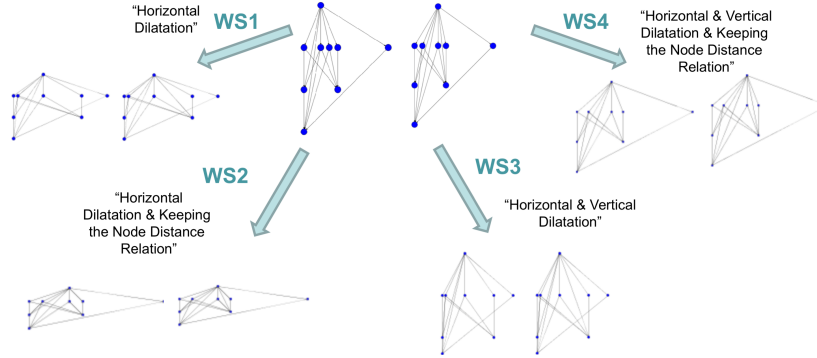 “Horizontal
Dilatation”
WS1
WS4
“Horizontal & Vertical
Dilatation & Keeping
the Node Distance
Relation”
WS2
“Horizontal
Dilatation & Keeping
the Node Distance
Relation”
WS3
“Horizontal & Vertical
Dilatation”